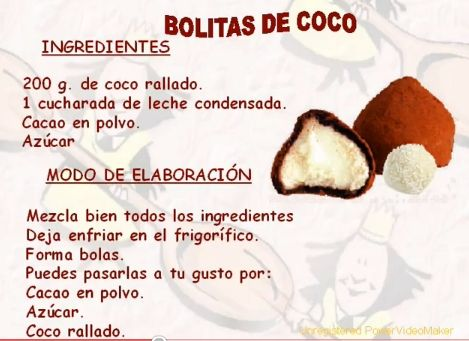 BOLITAS DE COCO
INGREDIENTES
200 g. de coco rallado.
1 cucharada de leche condensada.
Cacao en polvo.
Azúcar
MODO DE ELABORACIÓN
Mezcla bien todos los ingredientes
Deja enfriar en el frigorífico.
Forma bolas.
Puedes pasarlas a tu gusto por:
Cacao en polvo.
Azúcar.
Coco rallado.
Unregistered PowerVideoMaker